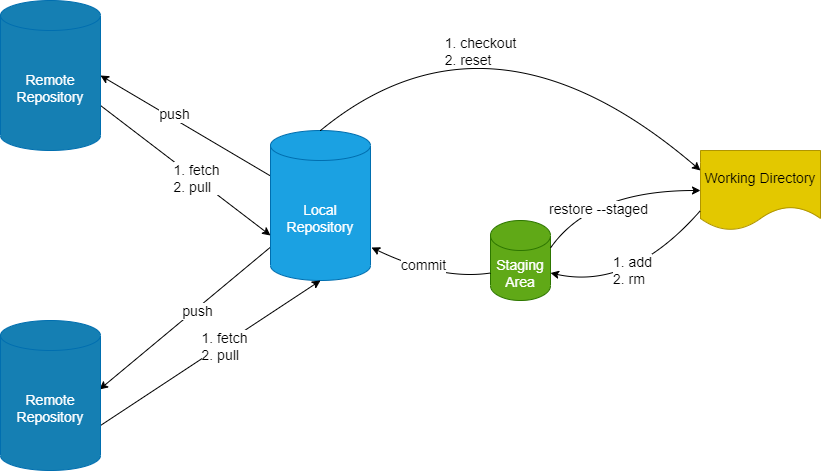 1. checkout
2. reset
Remote
Repository
push
1. fetch
2. pull
Working Directory
Local
Repository
restore --staged
commit
Staging
Area
1. add
2. rm
push
1. fetch
2. pull
Remote
Repository